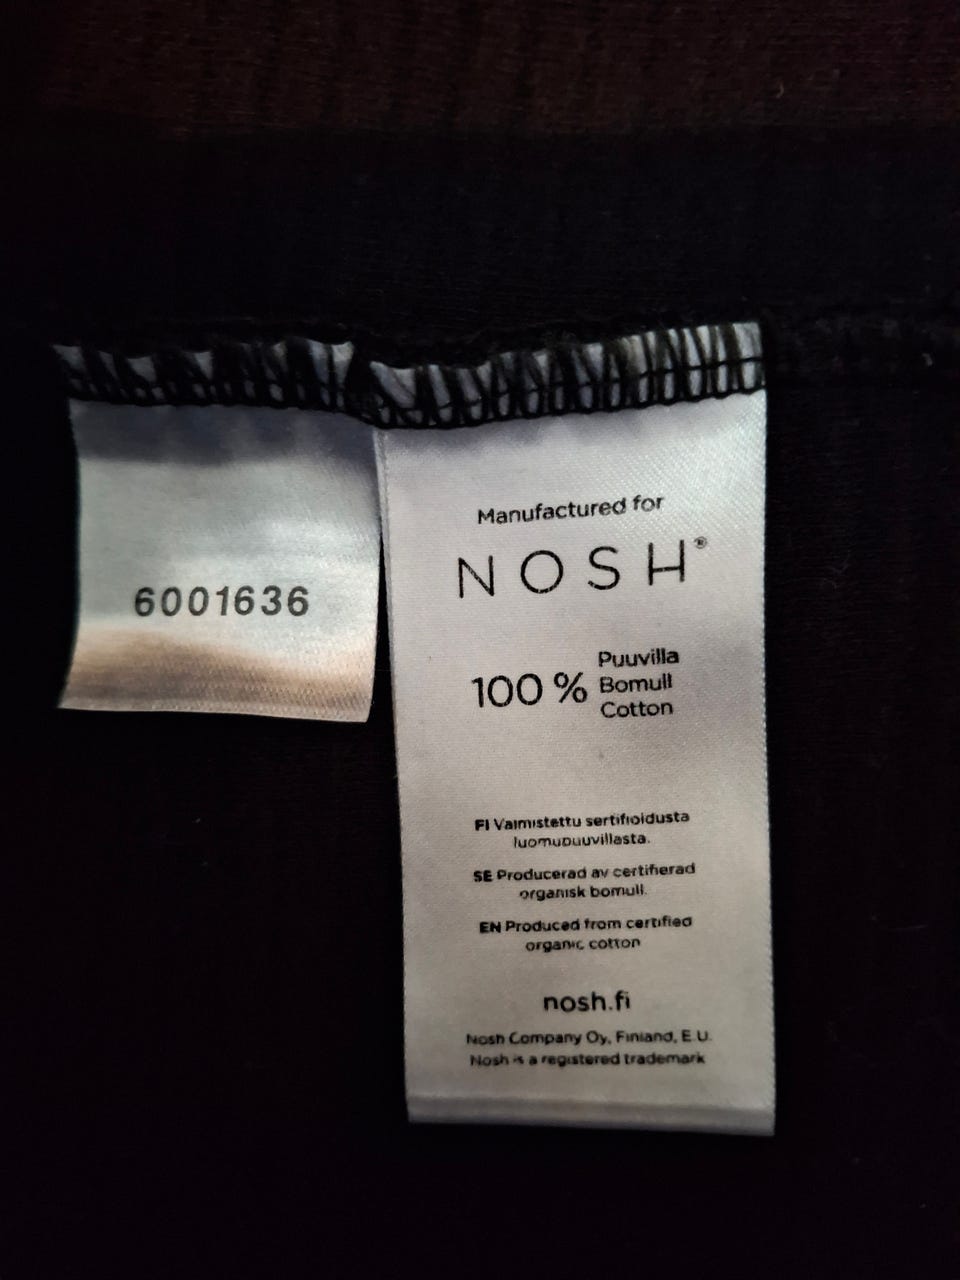 6001636
Manufactured for
NOSH®
100 % Puuvilla
Bomull
Cotton
FI Valmistettu sertifioidusta
luomupuuvillasta.
SE Producerad av certifierad
organisk bomull.
EN Produced from certified
organic cotton
nosh.fi
Nosh Company Oy, Finland, E.U.
Nosh is a registered trademark